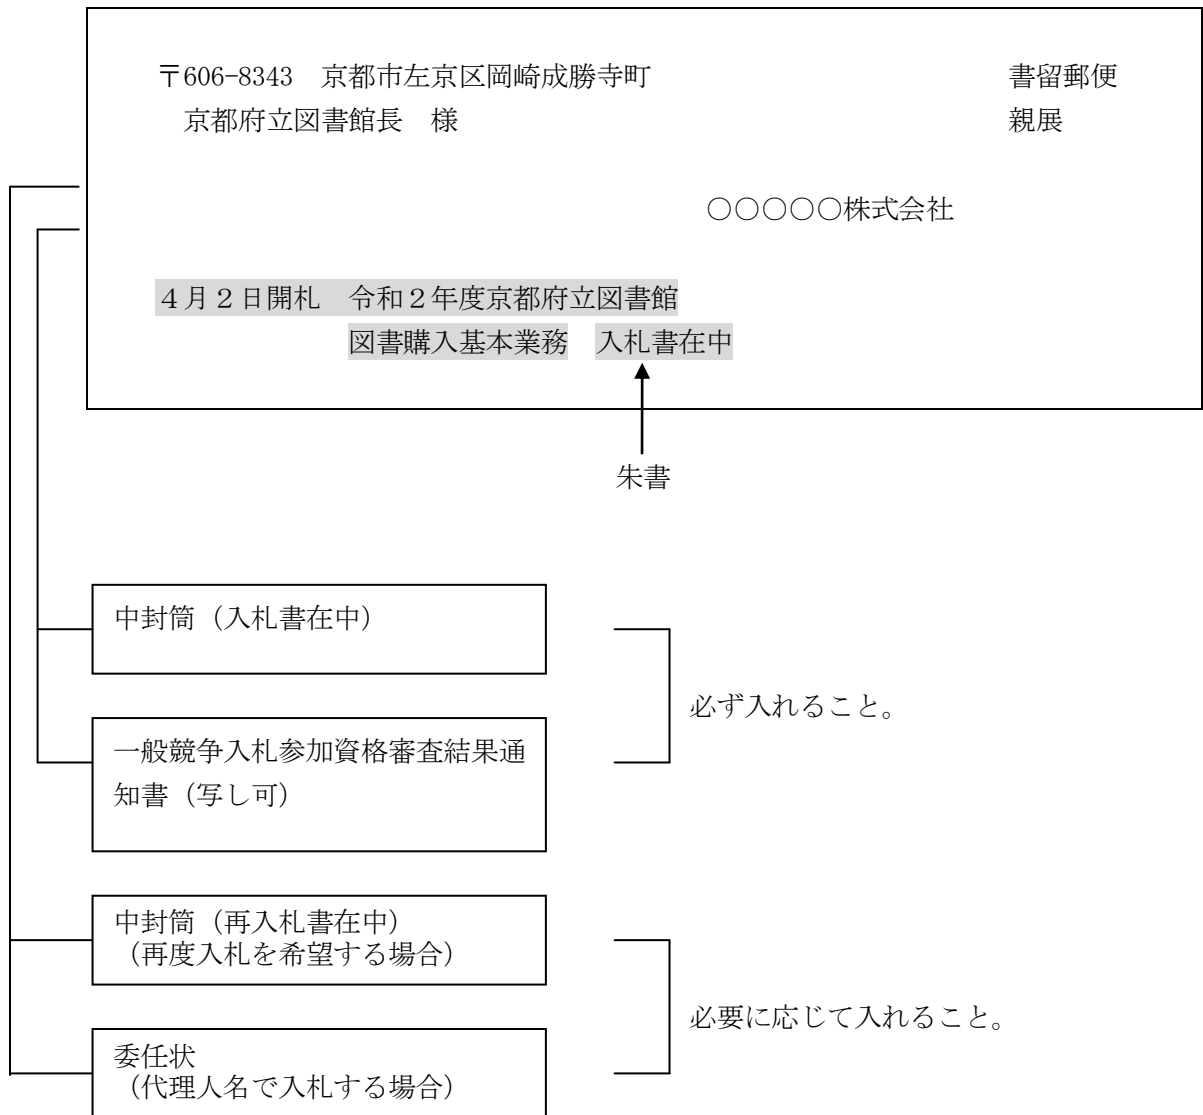 〒606-8343　京都市左京区岡崎成勝寺町
書留郵便
京都府立図書館長　様
親展
○○○○○株式会社
４月２日開札　令和２年度京都府立図書館
図書購入基本業務　入札書在中
朱書
中封筒（入札書在中）
必ず入れること。
一般競争入札参加資格審査結果通
知書（写し可）
中封筒（再入札書在中）
（再度入札を希望する場合）
必要に応じて入れること。
委任状
（代理人名で入札する場合）